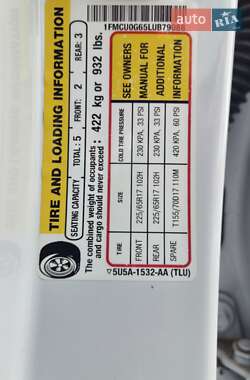 AUTO RIA
1FMCU0G65LUB79088
TIRE AND LOADING INFORMATION
SEATING CAPACITY TOTAL: 5 FRONT: 2 REAR: 3
The combined weight of occupants and cargo should never exceed: 422 kg or 932 lbs.
TIRE SIZE COLD TIRE PRESSURE
FRONT 225/65R17 102H 230 KPA, 33 PSI
REAR 225/65R17 102H 230 KPA, 33 PSI
SPARE T155/70D17 110M 420 KPA, 60 PSI
SEE OWNERS
MANUAL FOR
ADDITIONAL
INFORMATION
5U5A-1532-AA (TLU)